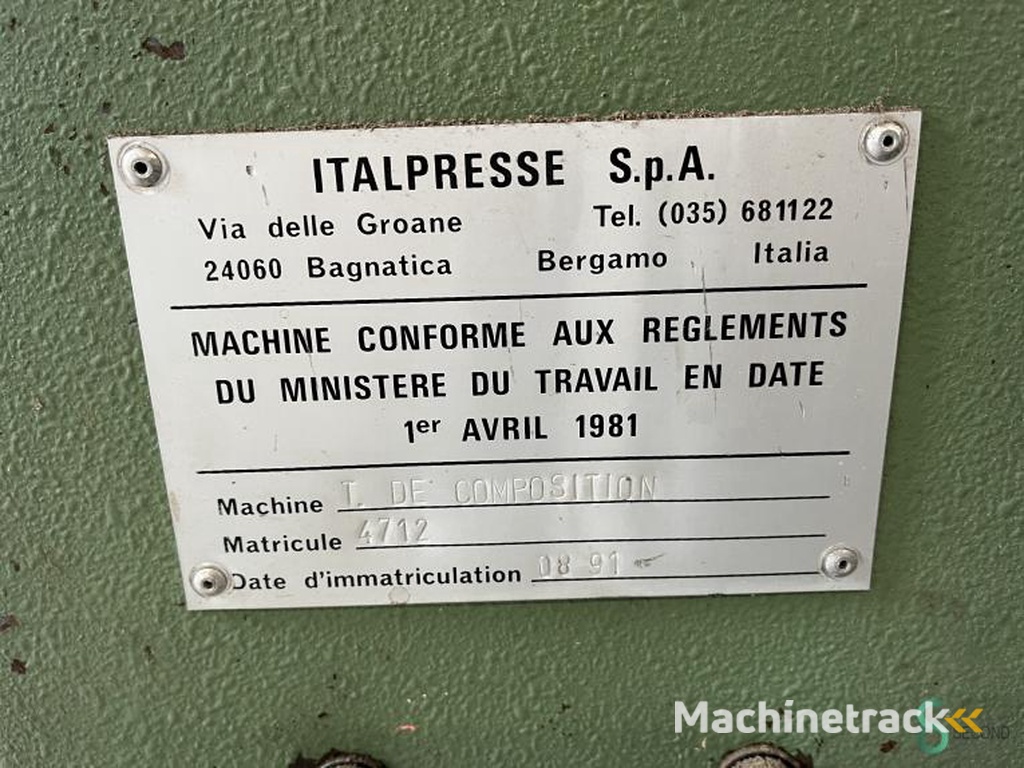 ITALPRESSE S.p.A.
Via delle Groane Tel. (035) 681122
24060 Bagnatica Bergamo Italia
MACHINE CONFORME AUX REGLEMENTS
DU MINISTERE DU TRAVAIL EN DATE
1er AVRIL 1981
Machine T. DE COMPOSITION
Matricule 4712
Date d'immatriculation 08 91
Machinetrack
SECOND